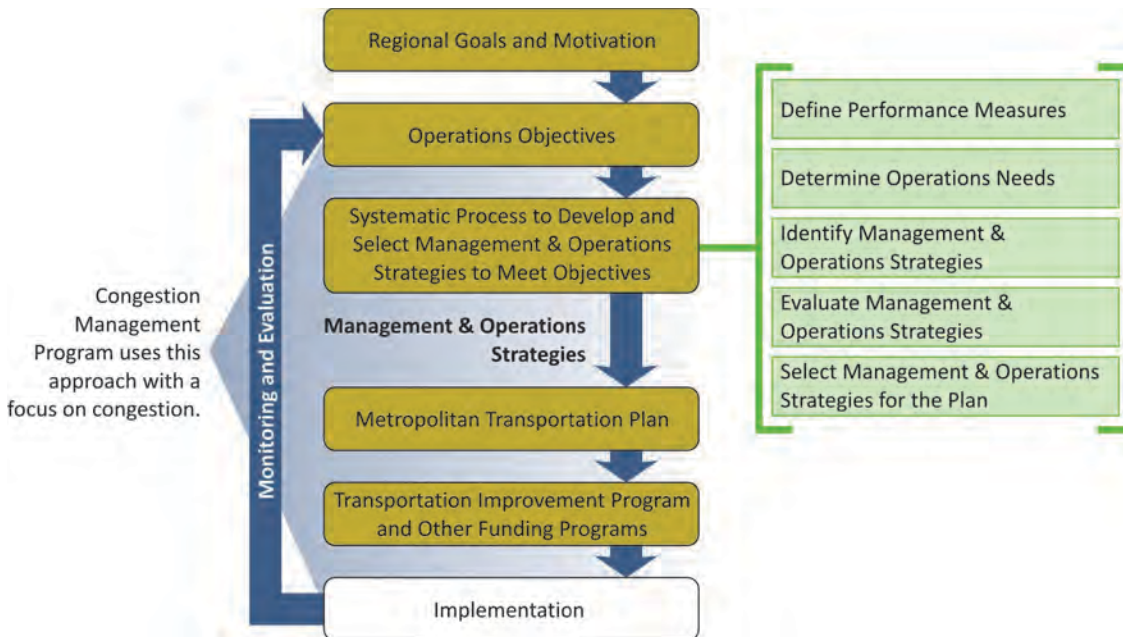 Regional Goals and Motivation
Operations Objectives
Systematic Process to Develop and
Select Management & Operations
Strategies to Meet Objectives
Management & Operations
Strategies
Metropolitan Transportation Plan
Transportation Improvement Program
and Other Funding Programs
Implementation
Monitoring and Evaluation
Congestion
Management
Program uses this
approach with a
focus on congestion.
Define Performance Measures
Determine Operations Needs
Identify Management &
Operations Strategies
Evaluate Management &
Operations Strategies
Select Management & Operations
Strategies for the Plan